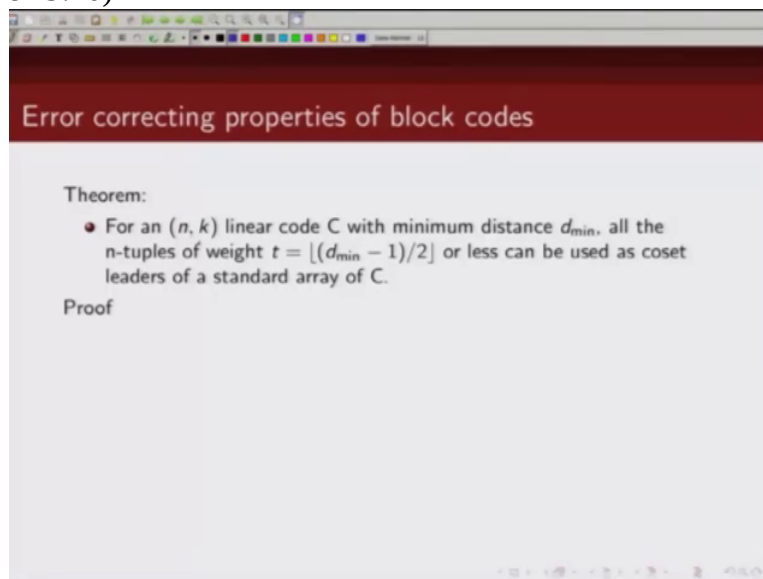 Error correcting properties of block codes
Theorem:
• For an (n, k) linear code C with minimum distance d_min, all the
n-tuples of weight t = ⌊(d_min − 1)/2⌋ or less can be used as coset
leaders of a standard array of C.
Proof